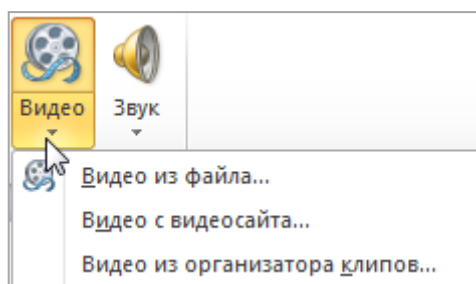 Видео Звук
Видео из файла...
Видео с видеосайта...
Видео из организатора клипов...